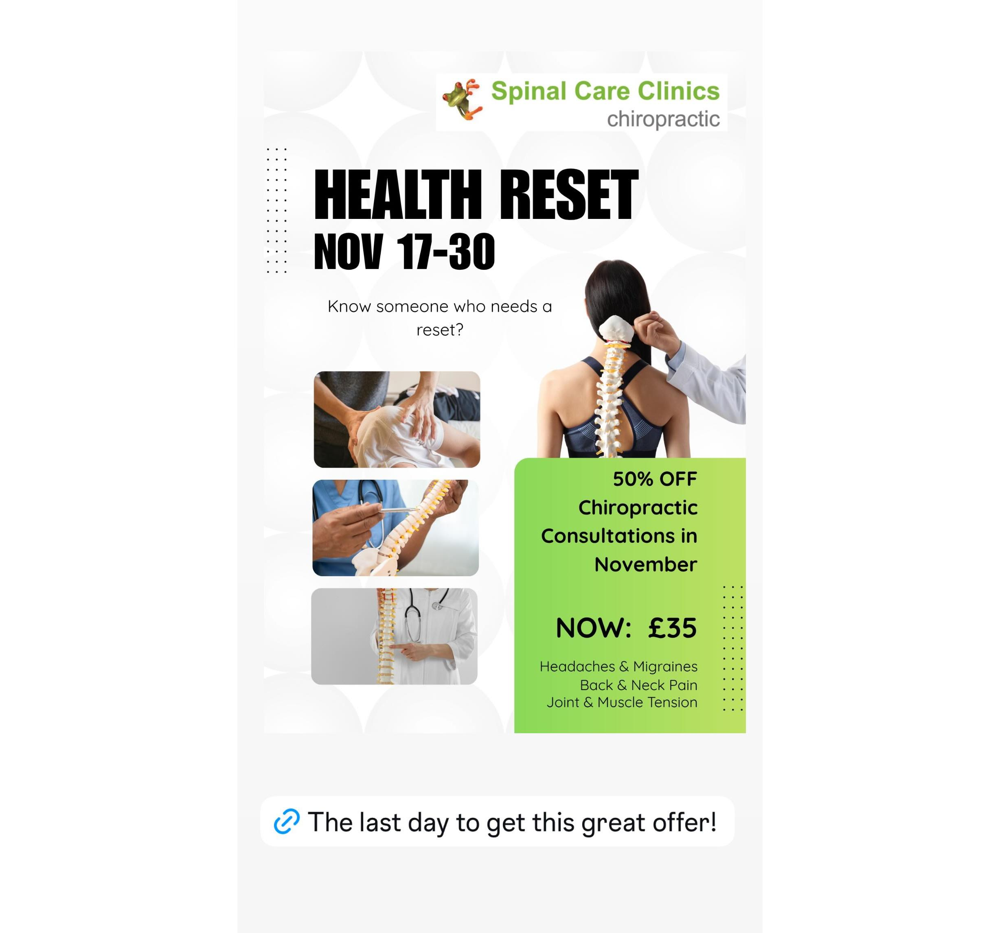 Spinal Care Clinics
chiropractic
HEALTH RESET
NOV 17-30
Know someone who needs a
reset?
50% OFF
Chiropractic
Consultations in
November
NOW: £35
Headaches & Migraines
Back & Neck Pain
Joint & Muscle Tension
The last day to get this great offer!